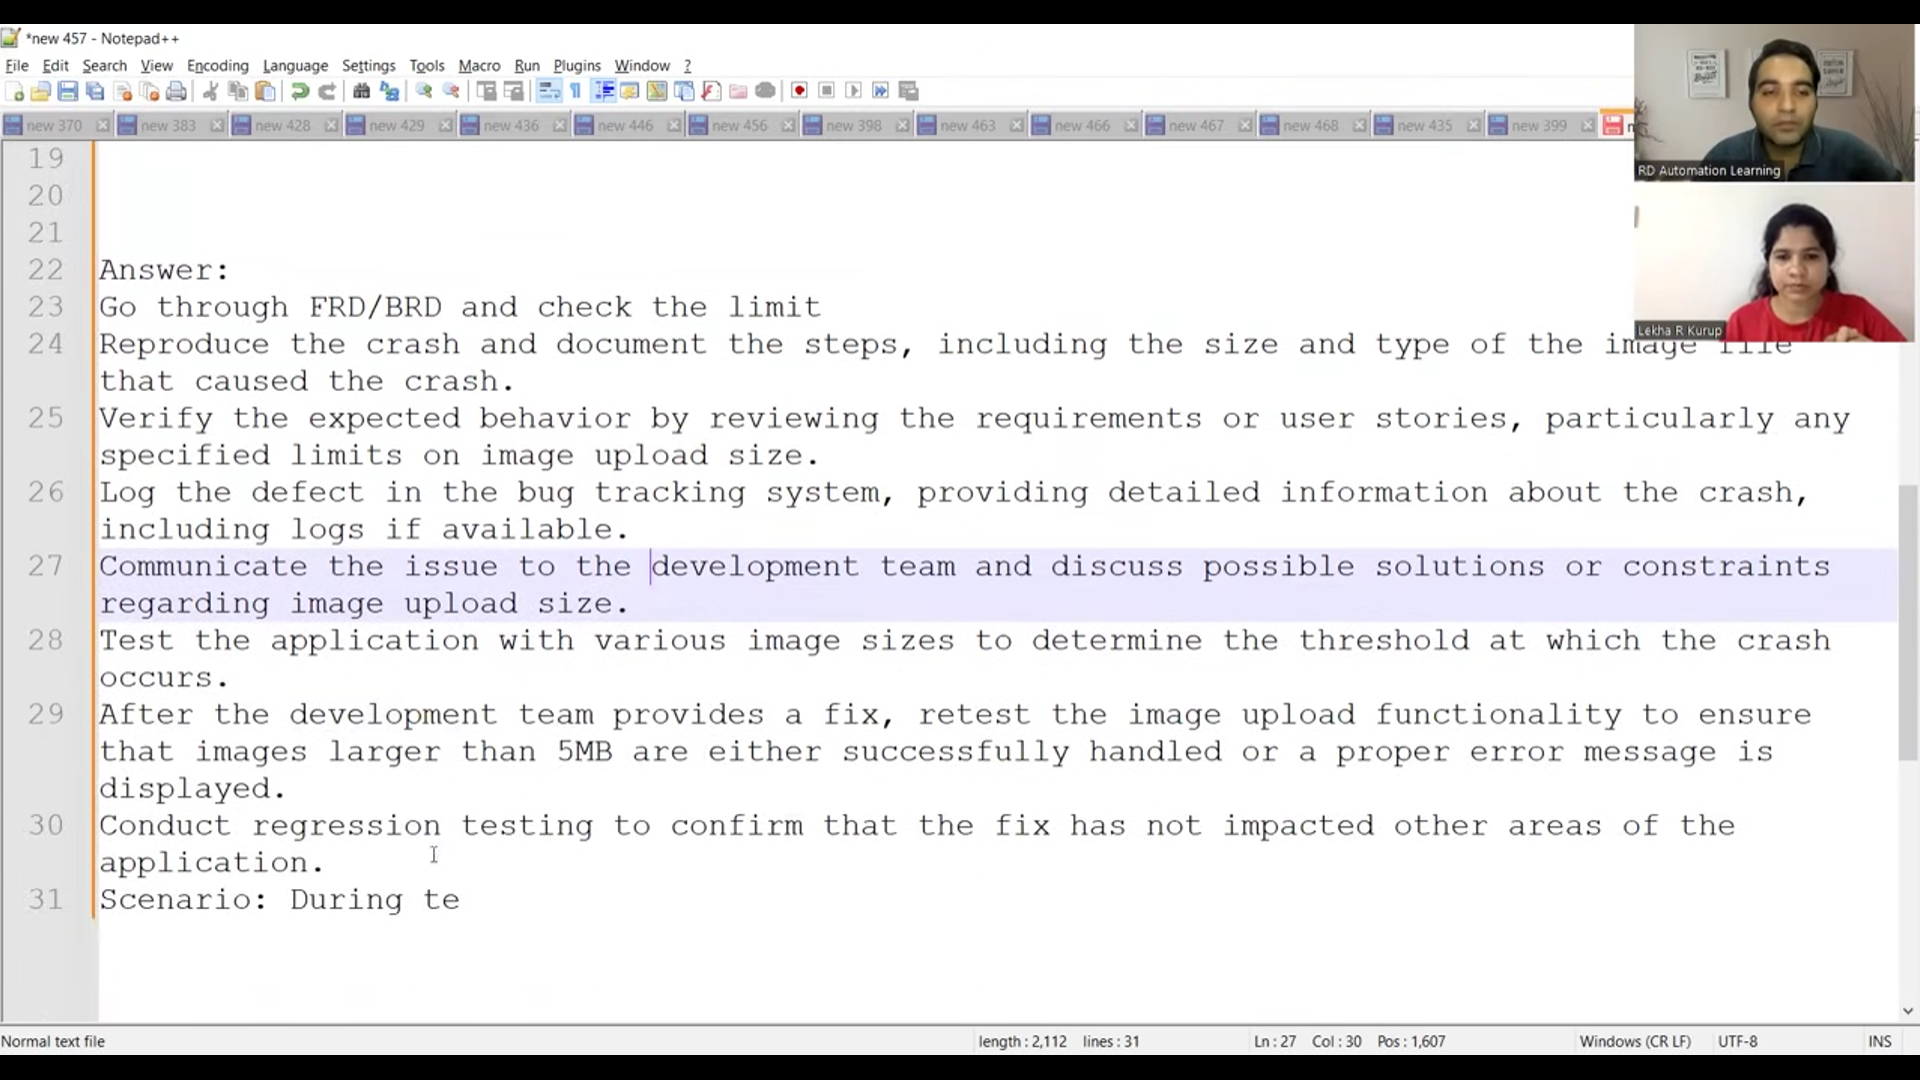 *new 457 - Notepad++
File Edit Search View Encoding Language Settings Tools Macro Run Plugins Window ?
new 370 new 383 new 428 new 429 new 436 new 446 new 456 new 398 new 463 new 466 new 467 new 468 new 435 new 399
RD Automation Learning
Lekha R Kurup
19
20
21
22 Answer:
23 Go through FRD/BRD and check the limit
24 Reproduce the crash and document the steps, including the size and type of the image file
that caused the crash.
25 Verify the expected behavior by reviewing the requirements or user stories, particularly any
specified limits on image upload size.
26 Log the defect in the bug tracking system, providing detailed information about the crash,
including logs if available.
27 Communicate the issue to the development team and discuss possible solutions or constraints
regarding image upload size.
28 Test the application with various image sizes to determine the threshold at which the crash
occurs.
29 After the development team provides a fix, retest the image upload functionality to ensure
that images larger than 5MB are either successfully handled or a proper error message is
displayed.
30 Conduct regression testing to confirm that the fix has not impacted other areas of the
application.
31 Scenario: During te
Normal text file length : 2,112 lines : 31 Ln : 27 Col : 30 Pos : 1,607 Windows (CR LF) UTF-8 INS